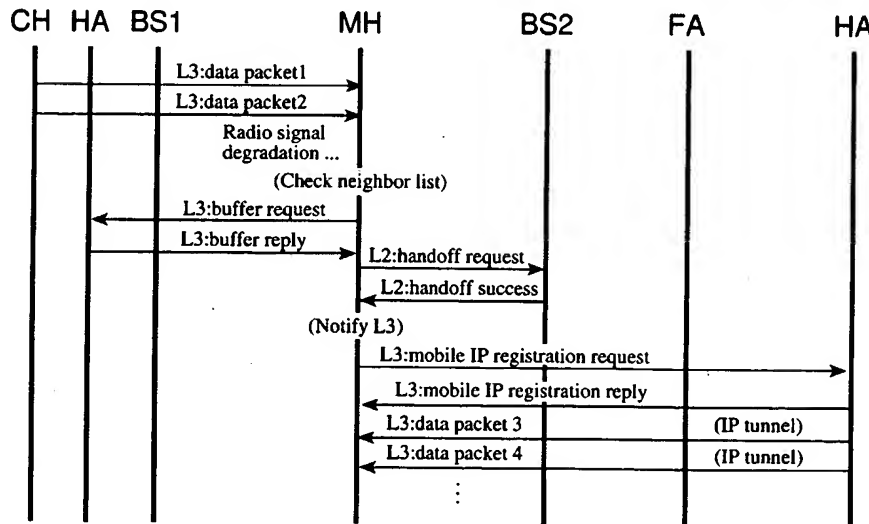 CH HA BS1 MH BS2 FA HA
L3:data packet1
L3:data packet2
Radio signal
degradation ...
(Check neighbor list)
L3:buffer request
L3:buffer reply
L2:handoff request
L2:handoff success
(Notify L3)
L3:mobile IP registration request
L3:mobile IP registration reply
L3:data packet 3 (IP tunnel)
L3:data packet 4 (IP tunnel)
⋮